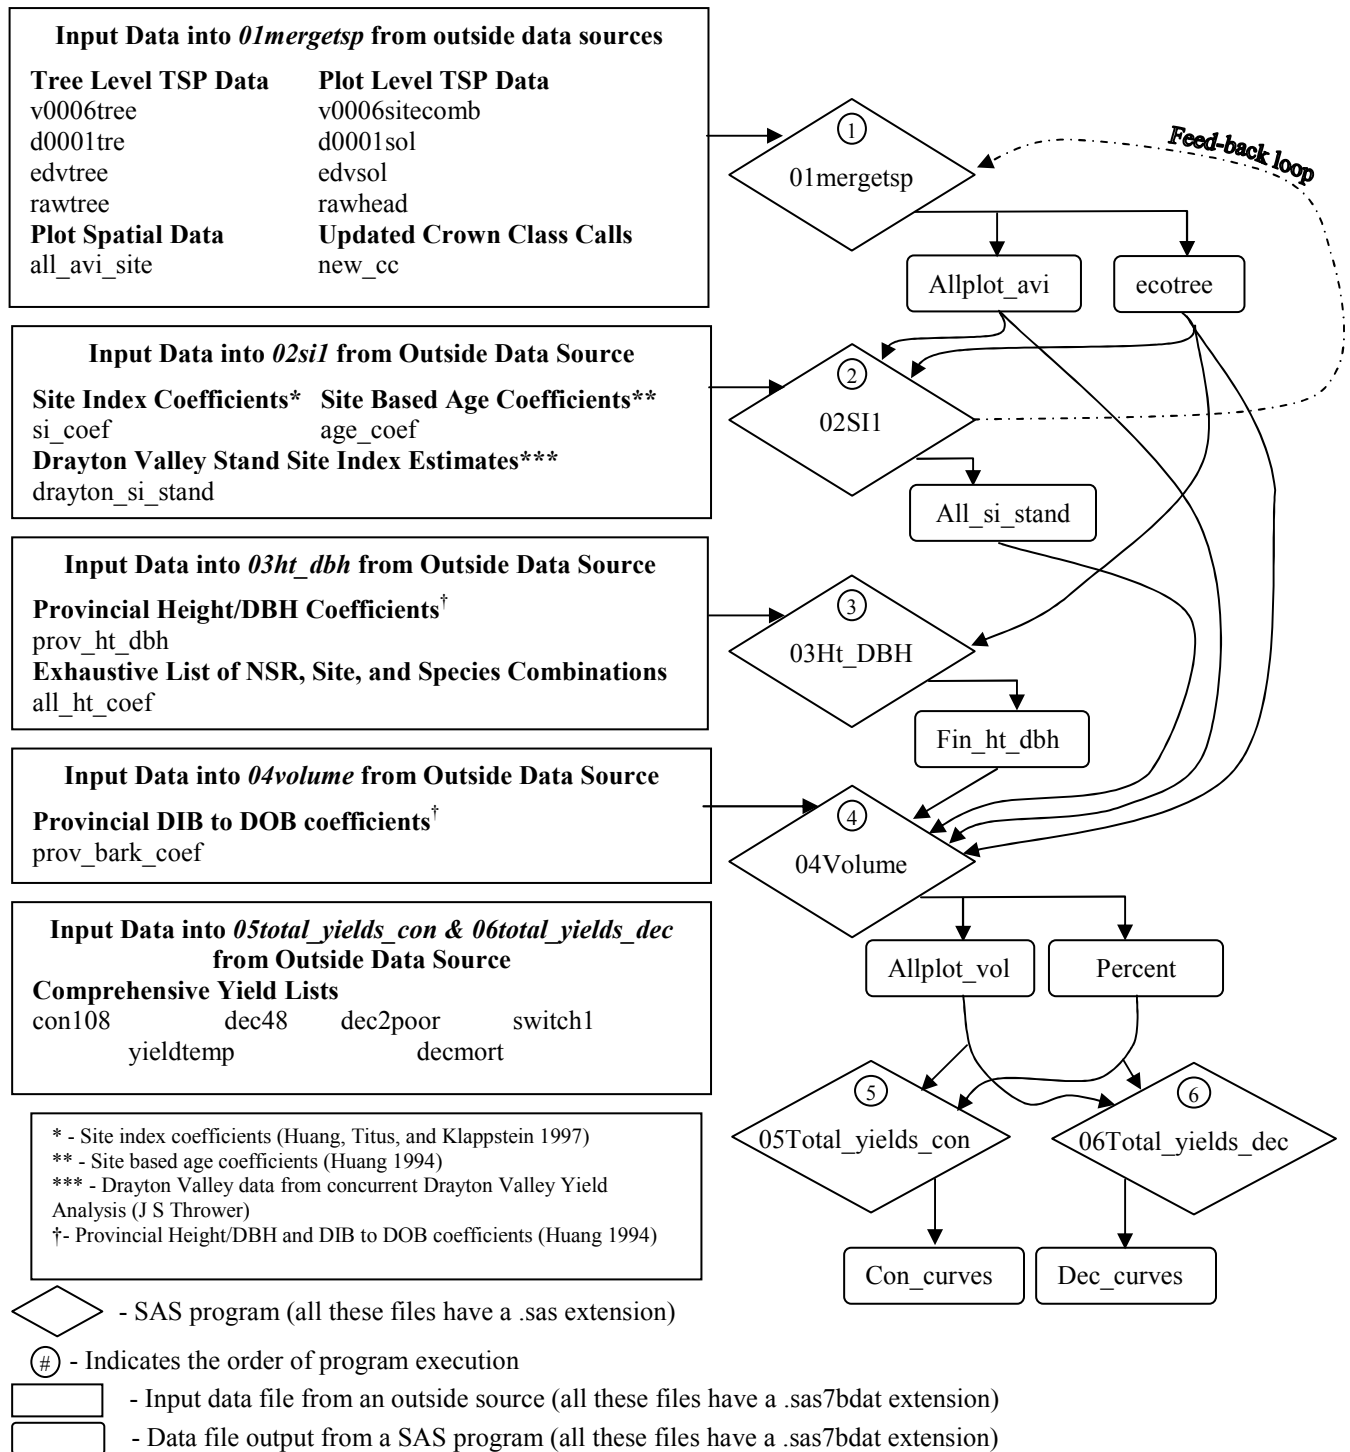 Input Data into 01mergetsp from outside data sources
Tree Level TSP Data Plot Level TSP Data
v0006tree v0006sitecomb
d0001tre d0001sol
edvtree edvsol
rawtree rawhead
Plot Spatial Data Updated Crown Class Calls
all_avi_site new_cc
1
01mergetsp
Feed-back loop
Allplot_avi ecotree
Input Data into 02si1 from Outside Data Source
Site Index Coefficients* Site Based Age Coefficients**
si_coef age_coef
Drayton Valley Stand Site Index Estimates***
drayton_si_stand
2
02SI1
All_si_stand
Input Data into 03ht_dbh from Outside Data Source
Provincial Height/DBH Coefficients†
prov_ht_dbh
Exhaustive List of NSR, Site, and Species Combinations
all_ht_coef
3
03Ht_DBH
Fin_ht_dbh
Input Data into 04volume from Outside Data Source
Provincial DIB to DOB coefficients†
prov_bark_coef
4
04Volume
Allplot_vol Percent
Input Data into 05total_yields_con & 06total_yields_dec
from Outside Data Source
Comprehensive Yield Lists
con108 dec48 dec2poor switch1
yieldtemp decmort
5
05Total_yields_con
6
06Total_yields_dec
Con_curves Dec_curves
* - Site index coefficients (Huang, Titus, and Klappstein 1997)
** - Site based age coefficients (Huang 1994)
*** - Drayton Valley data from concurrent Drayton Valley Yield
Analysis (J S Thrower)
†- Provincial Height/DBH and DIB to DOB coefficients (Huang 1994)
- SAS program (all these files have a .sas extension)
# - Indicates the order of program execution
- Input data file from an outside source (all these files have a .sas7bdat extension)
- Data file output from a SAS program (all these files have a .sas7bdat extension)